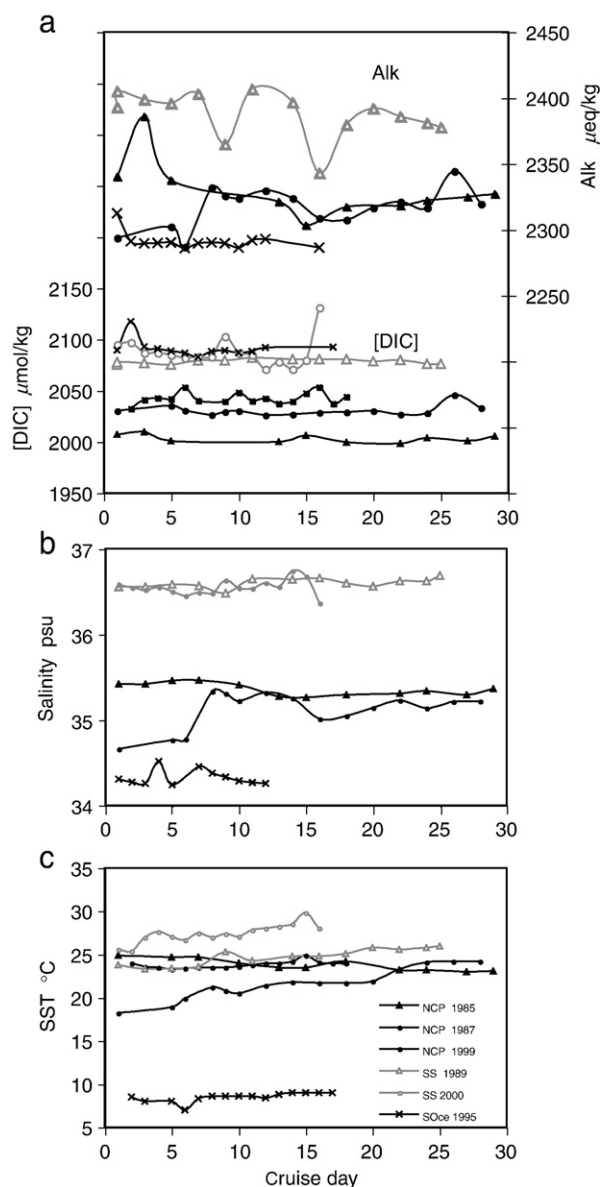 a
Alk
[DIC]
2450
2400
2350
2300
2250
Alk µeq/kg
2150
2100
2050
2000
1950
[DIC] µmol/kg
0 5 10 15 20 25 30
b
37
36
35
34
Salinity psu
0 5 10 15 20 25 30
c
35
30
25
20
15
10
5
SST °C
NCP 1985
NCP 1987
NCP 1999
SS 1989
SS 2000
SOce 1995
0 5 10 15 20 25 30
Cruise day